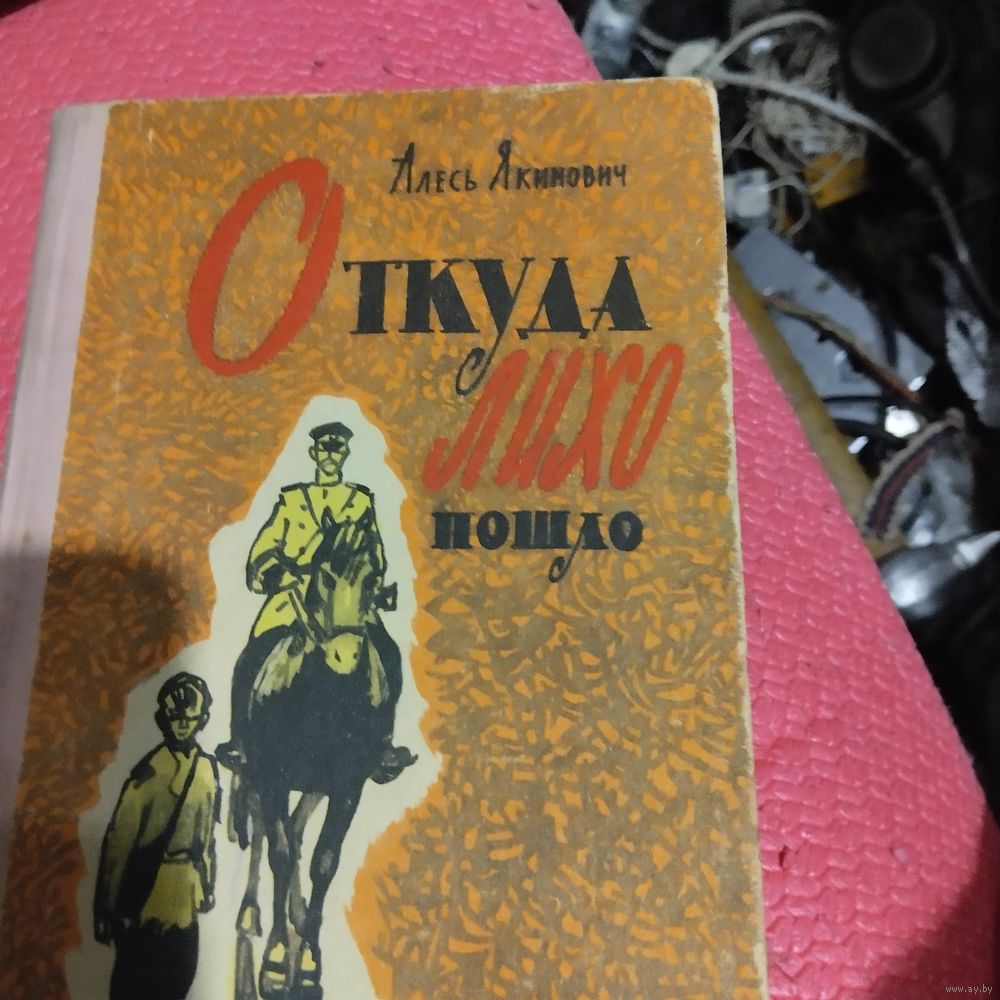 Алесь Якимович
Откуда
лихо
пошло
www.ay.by